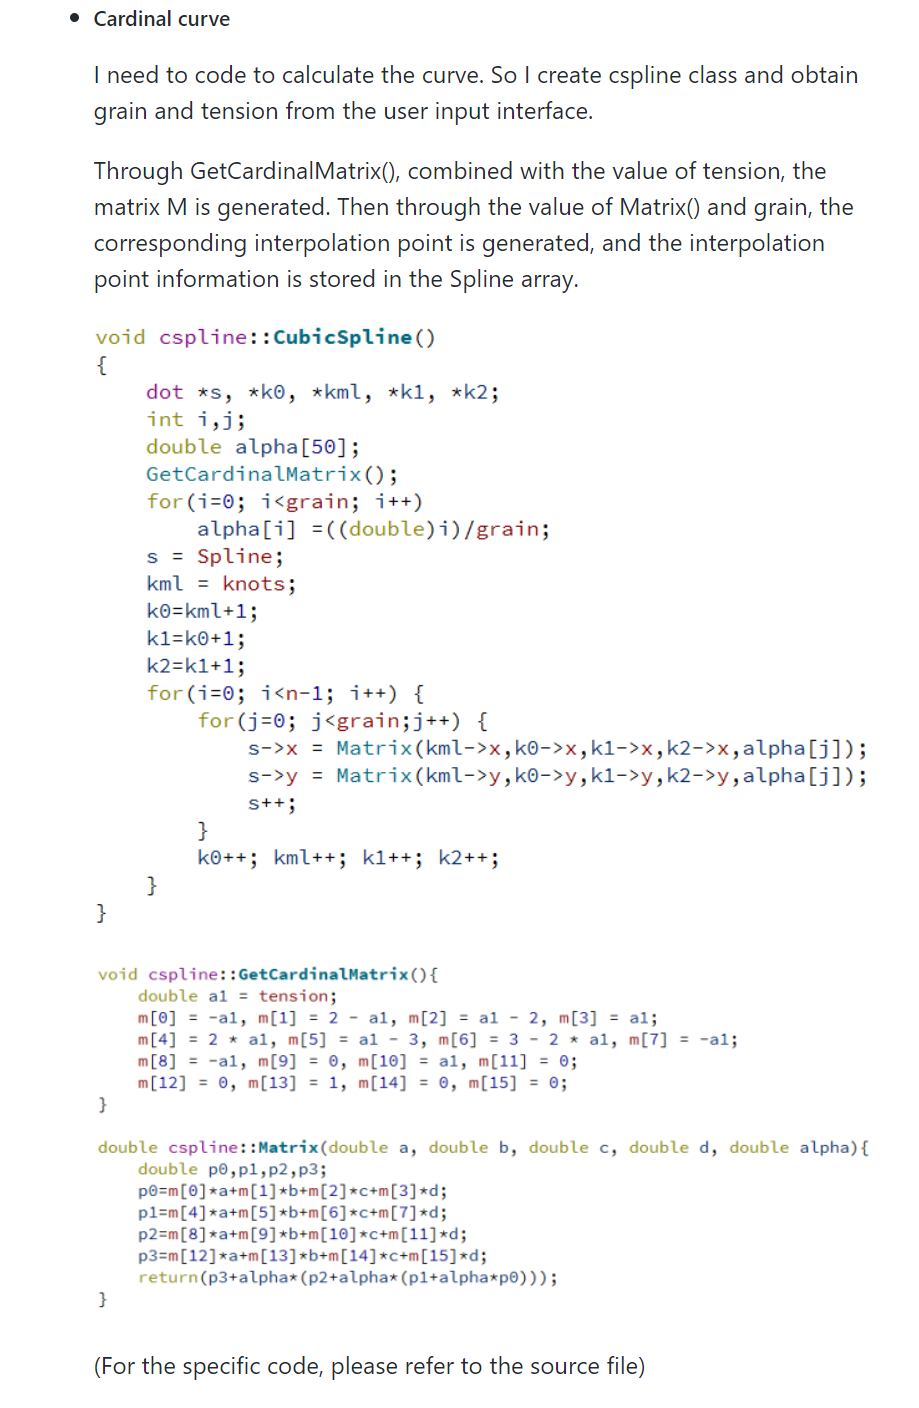 • Cardinal curve
I need to code to calculate the curve. So I create cspline class and obtain
grain and tension from the user input interface.
Through GetCardinalMatrix(), combined with the value of tension, the
matrix M is generated. Then through the value of Matrix() and grain, the
corresponding interpolation point is generated, and the interpolation
point information is stored in the Spline array.
void cspline::CubicSpline()
{
    dot *s, *k0, *kml, *k1, *k2;
    int i,j;
    double alpha[50];
    GetCardinalMatrix();
    for(i=0; i<grain; i++)
        alpha[i] =((double)i)/grain;
    s = Spline;
    kml = knots;
    k0=kml+1;
    k1=k0+1;
    k2=k1+1;
    for(i=0; i<n-1; i++) {
        for(j=0; j<grain;j++) {
            s->x = Matrix(kml->x,k0->x,k1->x,k2->x,alpha[j]);
            s->y = Matrix(kml->y,k0->y,k1->y,k2->y,alpha[j]);
            s++;
        }
        k0++; kml++; k1++; k2++;
    }
}
void cspline::GetCardinalMatrix(){
    double a1 = tension;
    m[0] = -a1, m[1] = 2 - a1, m[2] = a1 - 2, m[3] = a1;
    m[4] = 2 * a1, m[5] = a1 - 3, m[6] = 3 - 2 * a1, m[7] = -a1;
    m[8] = -a1, m[9] = 0, m[10] = a1, m[11] = 0;
    m[12] = 0, m[13] = 1, m[14] = 0, m[15] = 0;
}
double cspline::Matrix(double a, double b, double c, double d, double alpha){
    double p0,p1,p2,p3;
    p0=m[0]*a+m[1]*b+m[2]*c+m[3]*d;
    p1=m[4]*a+m[5]*b+m[6]*c+m[7]*d;
    p2=m[8]*a+m[9]*b+m[10]*c+m[11]*d;
    p3=m[12]*a+m[13]*b+m[14]*c+m[15]*d;
    return(p3+alpha*(p2+alpha*(p1+alpha*p0)));
}
(For the specific code, please refer to the source file)